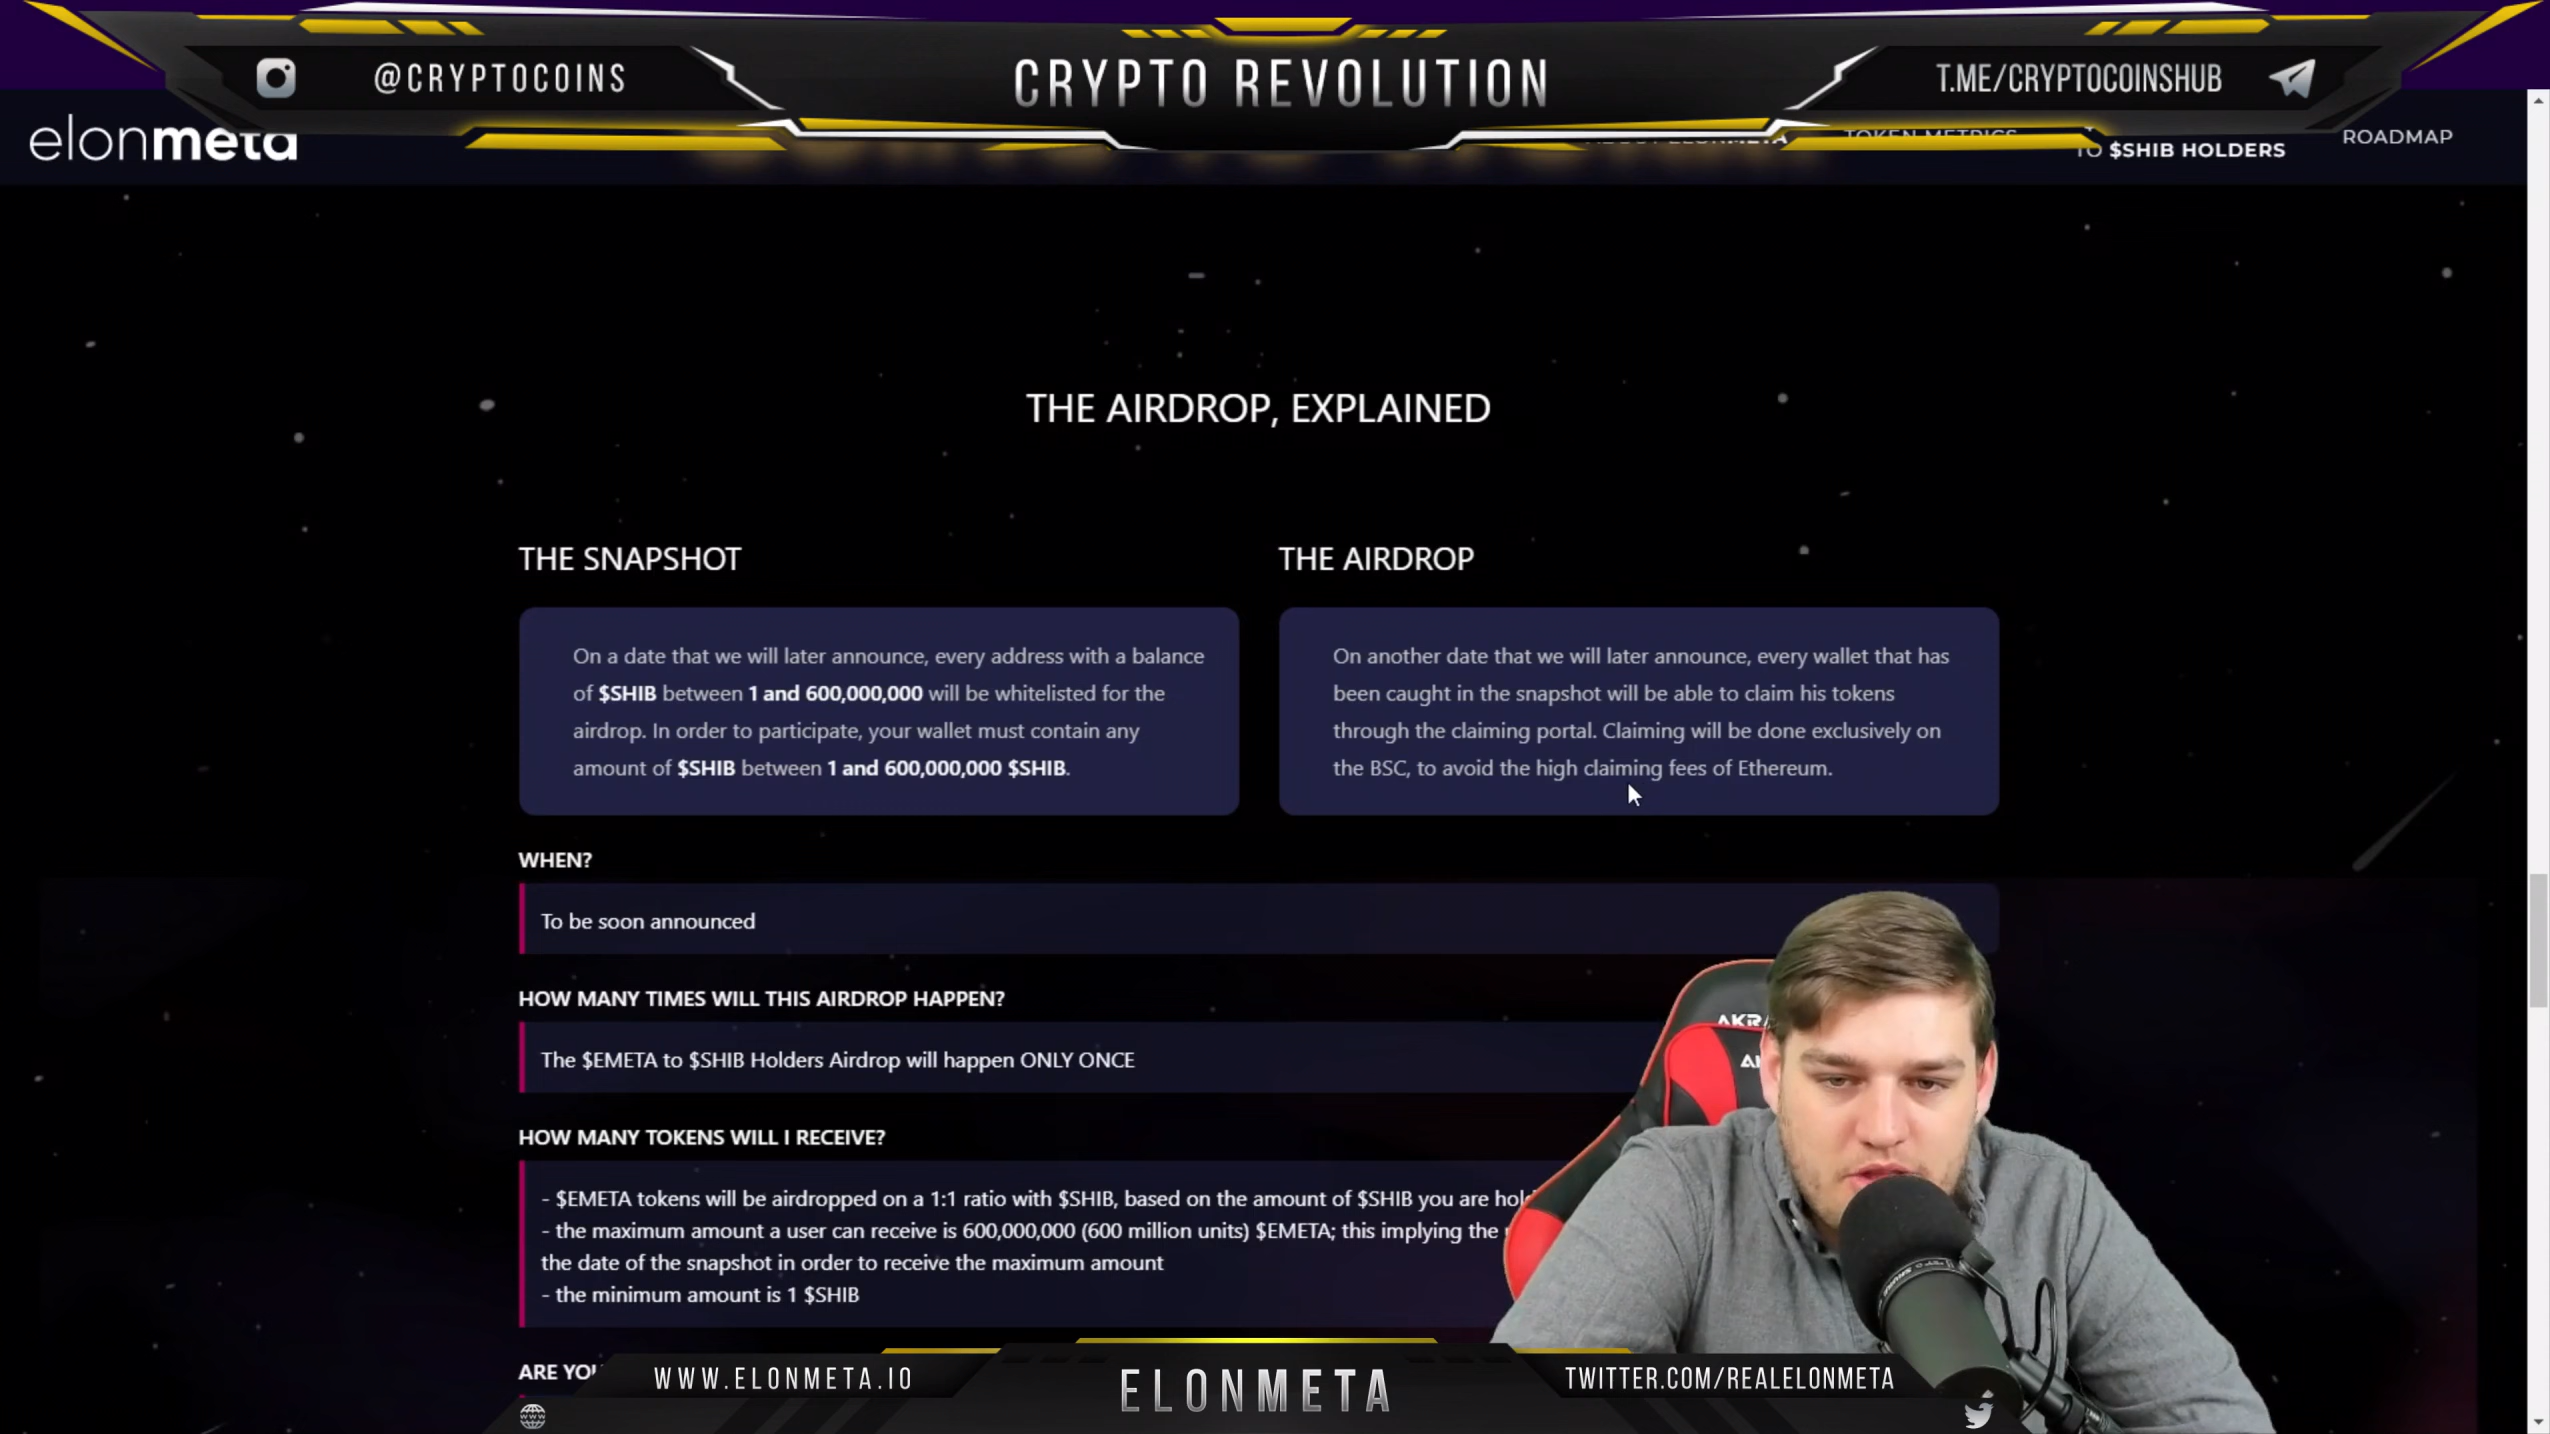 @CRYPTOCOINS
CRYPTO REVOLUTION
T.ME/CRYPTOCOINSHUB
elonmeta
TOKEN METRICS
TO $SHIB HOLDERS
ROADMAP
THE AIRDROP, EXPLAINED
THE SNAPSHOT
On a date that we will later announce, every address with a balance
of $SHIB between 1 and 600,000,000 will be whitelisted for the
airdrop. In order to participate, your wallet must contain any
amount of $SHIB between 1 and 600,000,000 $SHIB.
THE AIRDROP
On another date that we will later announce, every wallet that has
been caught in the snapshot will be able to claim his tokens
through the claiming portal. Claiming will be done exclusively on
the BSC, to avoid the high claiming fees of Ethereum.
WHEN?
To be soon announced
HOW MANY TIMES WILL THIS AIRDROP HAPPEN?
The $EMETA to $SHIB Holders Airdrop will happen ONLY ONCE
HOW MANY TOKENS WILL I RECEIVE?
- $EMETA tokens will be airdropped on a 1:1 ratio with $SHIB, based on the amount of $SHIB you are
- the maximum amount a user can receive is 600,000,000 (600 million units) $EMETA; this implying the
the date of the snapshot in order to receive the maximum amount
- the minimum amount is 1 $SHIB
ARE
WWW.ELONMETA.IO
ELONMETA
TWITTER.COM/REALELONMETA